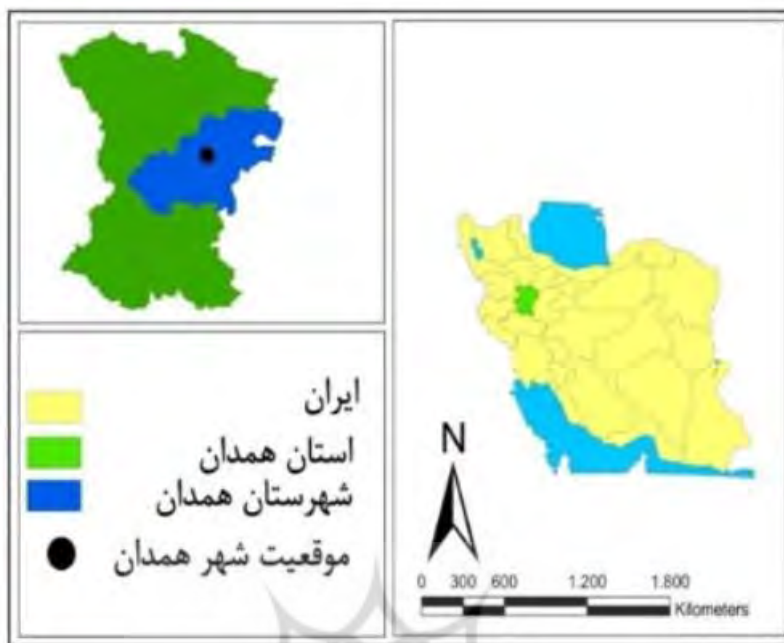 ایران
استان همدان
شهرستان همدان
موقعیت شهر همدان
N
0 300 600 1.200 1.800
Kilometers